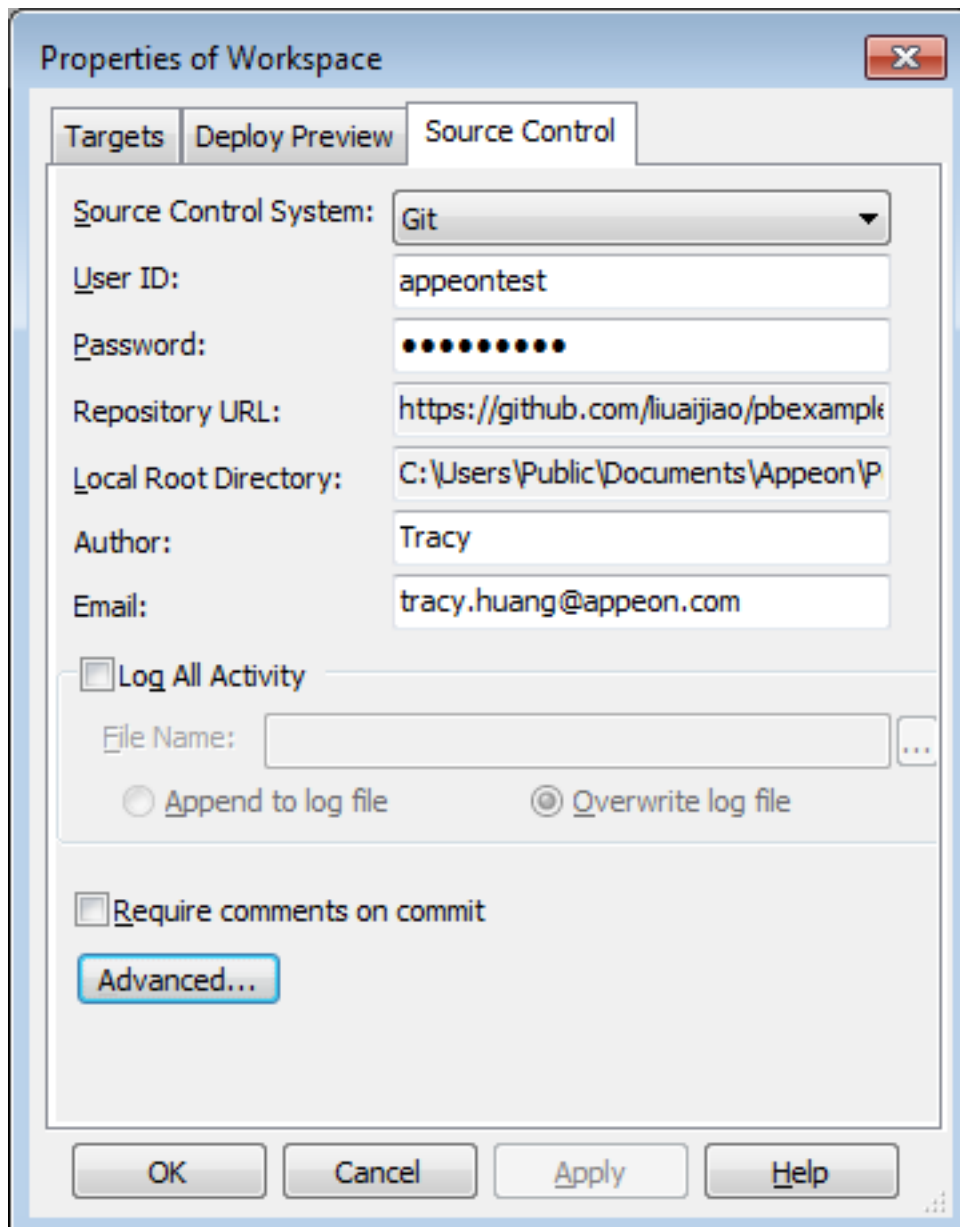 Properties of Workspace
Targets Deploy Preview Source Control
Source Control System: Git
User ID: appeontest
Password: •••••••••
Repository URL: https://github.com/liuaijiao/pbexample
Local Root Directory: C:\Users\Public\Documents\Appeon\P
Author: Tracy
Email: tracy.huang@appeon.com
Log All Activity
File Name: ...
Append to log file Overwrite log file
Require comments on commit
Advanced...
OK Cancel Apply Help